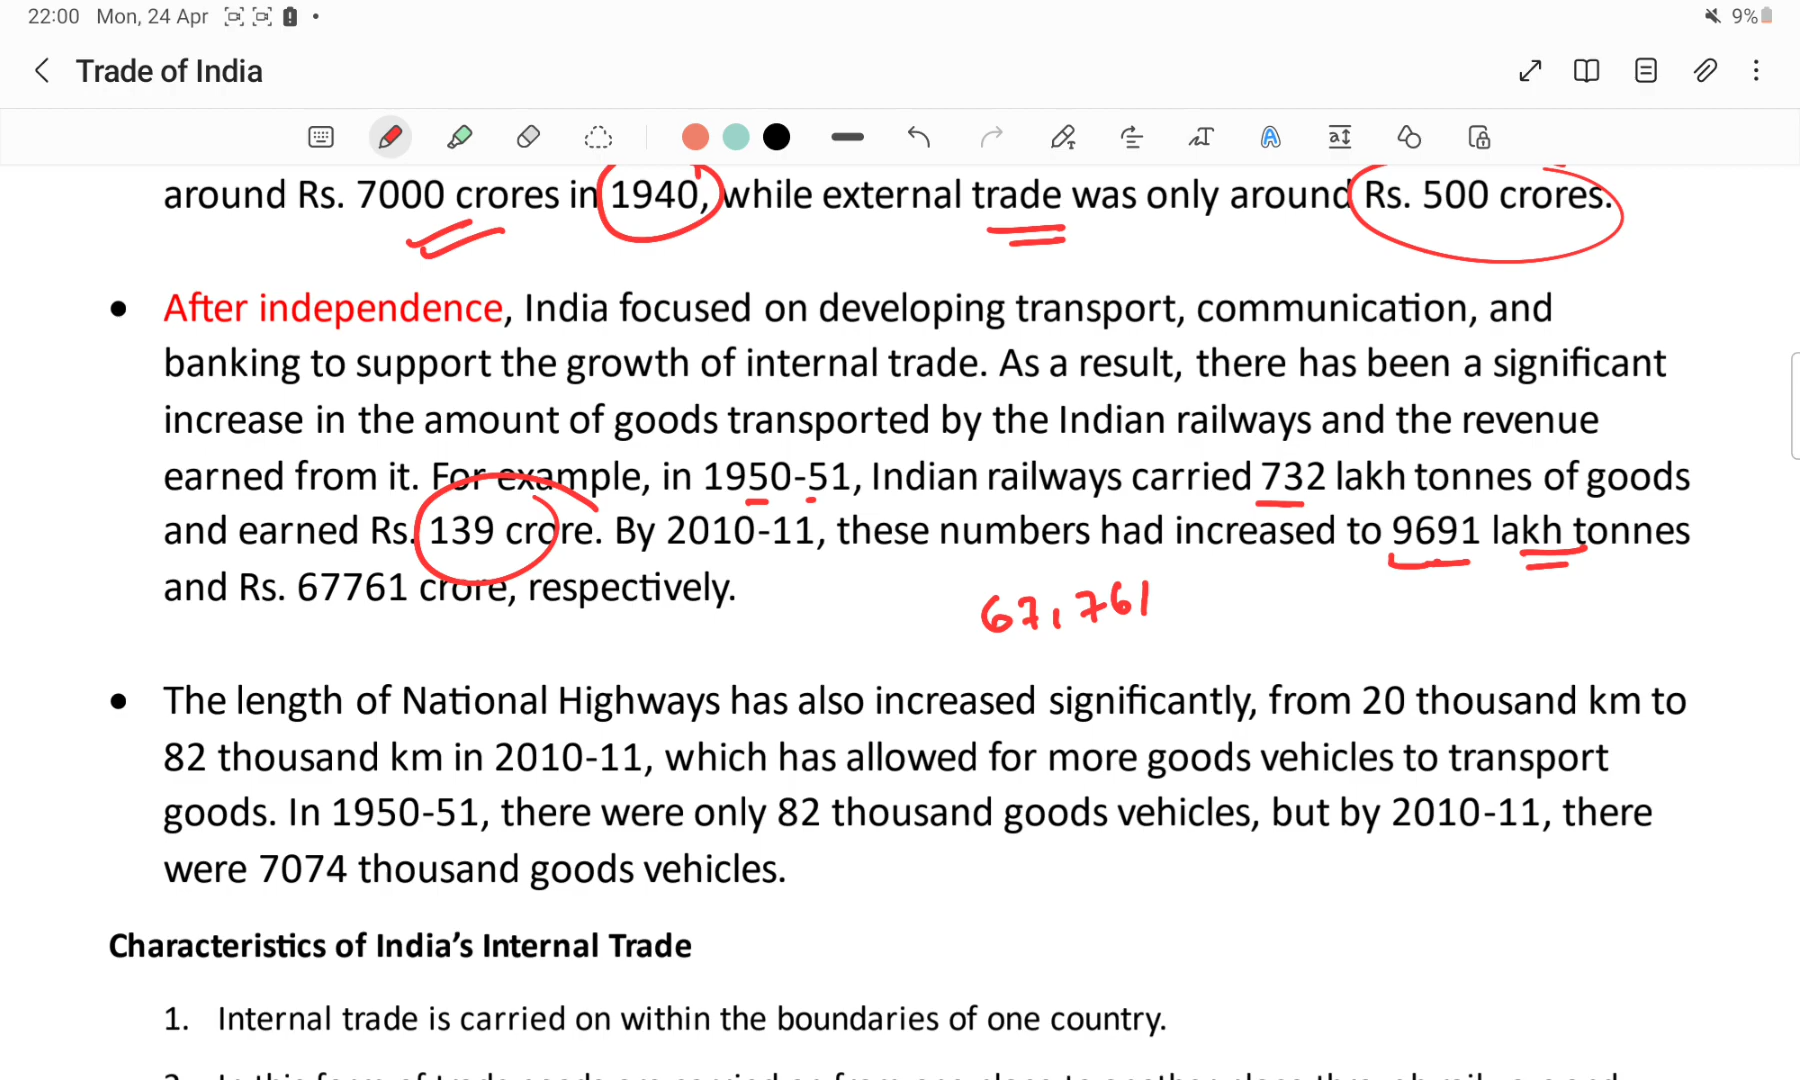 22:00 Mon, 24 Apr
9%
Trade of India
around Rs. 7000 crores in 1940, while external trade was only around Rs. 500 crores.
• After independence, India focused on developing transport, communication, and
banking to support the growth of internal trade. As a result, there has been a significant
increase in the amount of goods transported by the Indian railways and the revenue
earned from it. For example, in 1950-51, Indian railways carried 732 lakh tonnes of goods
and earned Rs. 139 crore. By 2010-11, these numbers had increased to 9691 lakh tonnes
and Rs. 67761 crore, respectively.
67,761
• The length of National Highways has also increased significantly, from 20 thousand km to
82 thousand km in 2010-11, which has allowed for more goods vehicles to transport
goods. In 1950-51, there were only 82 thousand goods vehicles, but by 2010-11, there
were 7074 thousand goods vehicles.
Characteristics of India's Internal Trade
1. Internal trade is carried on within the boundaries of one country.